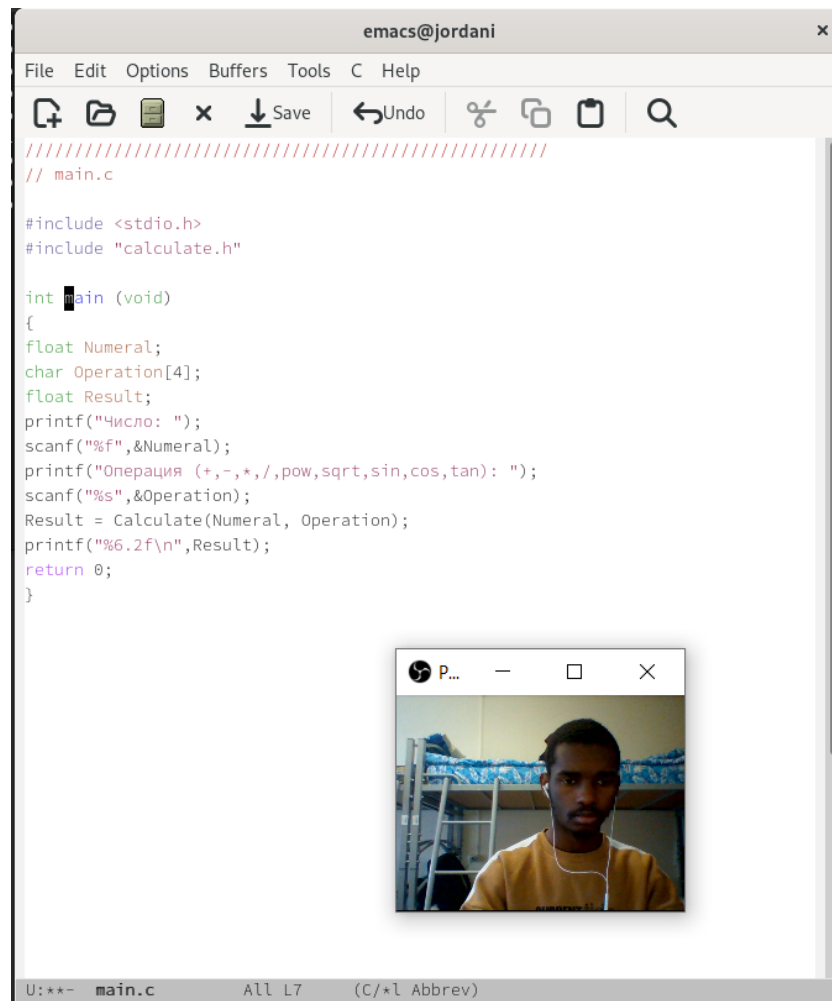 emacs@jordani
File Edit Options Buffers Tools C Help
Save Undo
/////////////////////////////////////////////////////
// main.c
#include <stdio.h>
#include "calculate.h"
int main (void)
{
float Numeral;
char Operation[4];
float Result;
printf("Число: ");
scanf("%f",&Numeral);
printf("Операция (+,-,*,/,pow,sqrt,sin,cos,tan): ");
scanf("%s",&Operation);
Result = Calculate(Numeral, Operation);
printf("%6.2f\n",Result);
return 0;
}
P...
U:**- main.c All L7 (C/*l Abbrev)